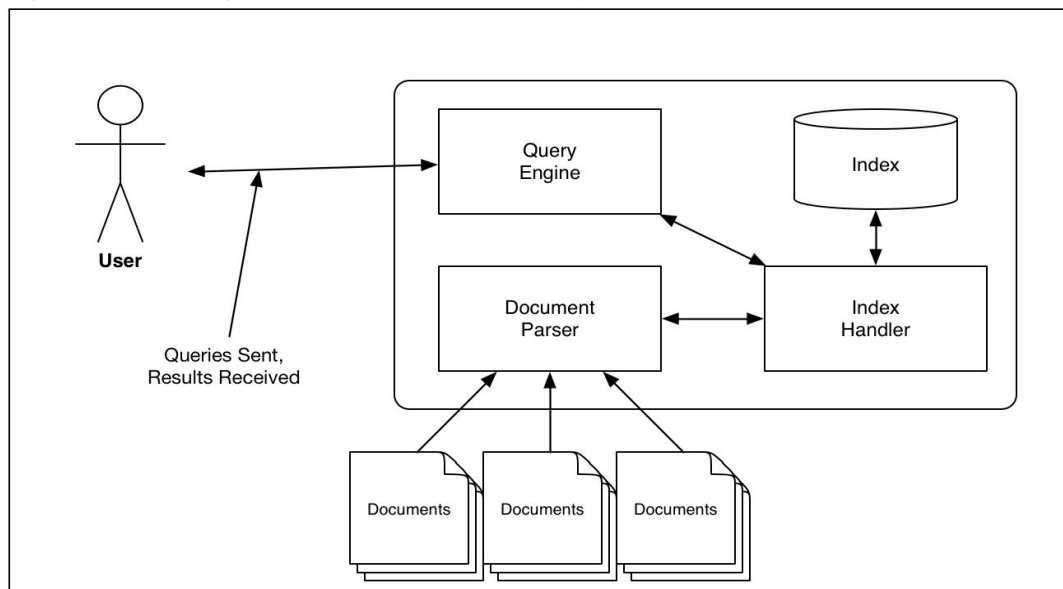 Query
Engine
Index
User
Document
Parser
Index
Handler
Queries Sent,
Results Received
Documents
Documents
Documents